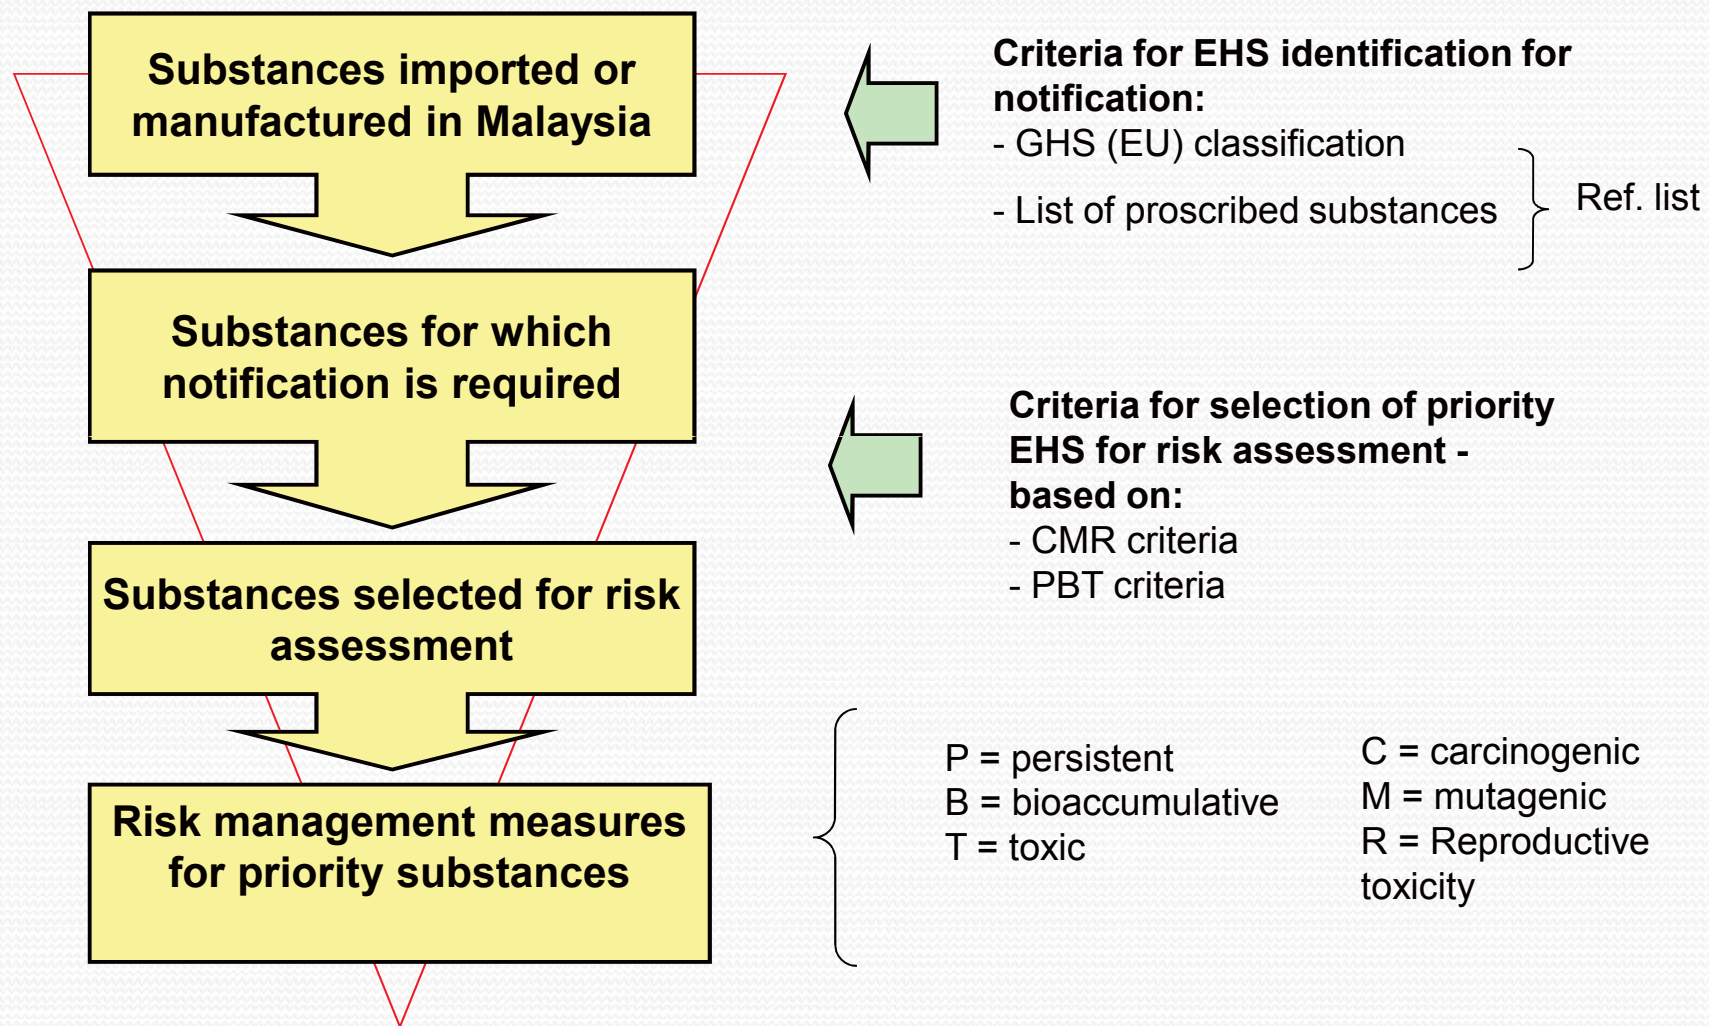 Substances imported or
manufactured in Malaysia
Criteria for EHS identification for
notification:
- GHS (EU) classification
- List of proscribed substances
Ref. list
Substances for which
notification is required
Criteria for selection of priority
EHS for risk assessment -
based on:
- CMR criteria
- PBT criteria
Substances selected for risk
assessment
Risk management measures
for priority substances
P = persistent
B = bioaccumulative
T = toxic
C = carcinogenic
M = mutagenic
R = Reproductive
toxicity